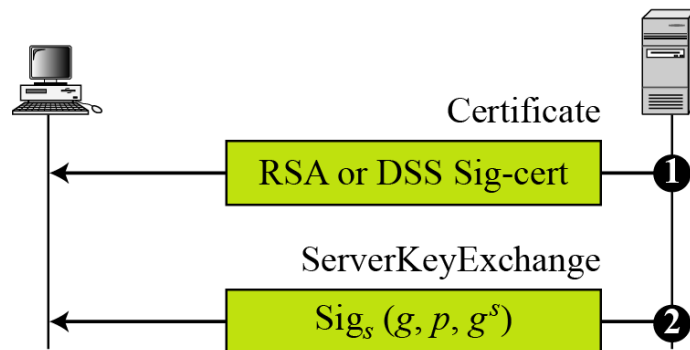 Certificate
RSA or DSS Sig-cert
1
ServerKeyExchange
Sigₛ (g, p, gˢ)
2